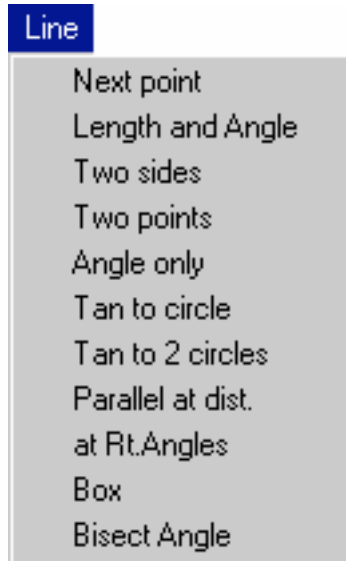 Line
Next point
Length and Angle
Two sides
Two points
Angle only
Tan to circle
Tan to 2 circles
Parallel at dist.
at Rt.Angles
Box
Bisect Angle